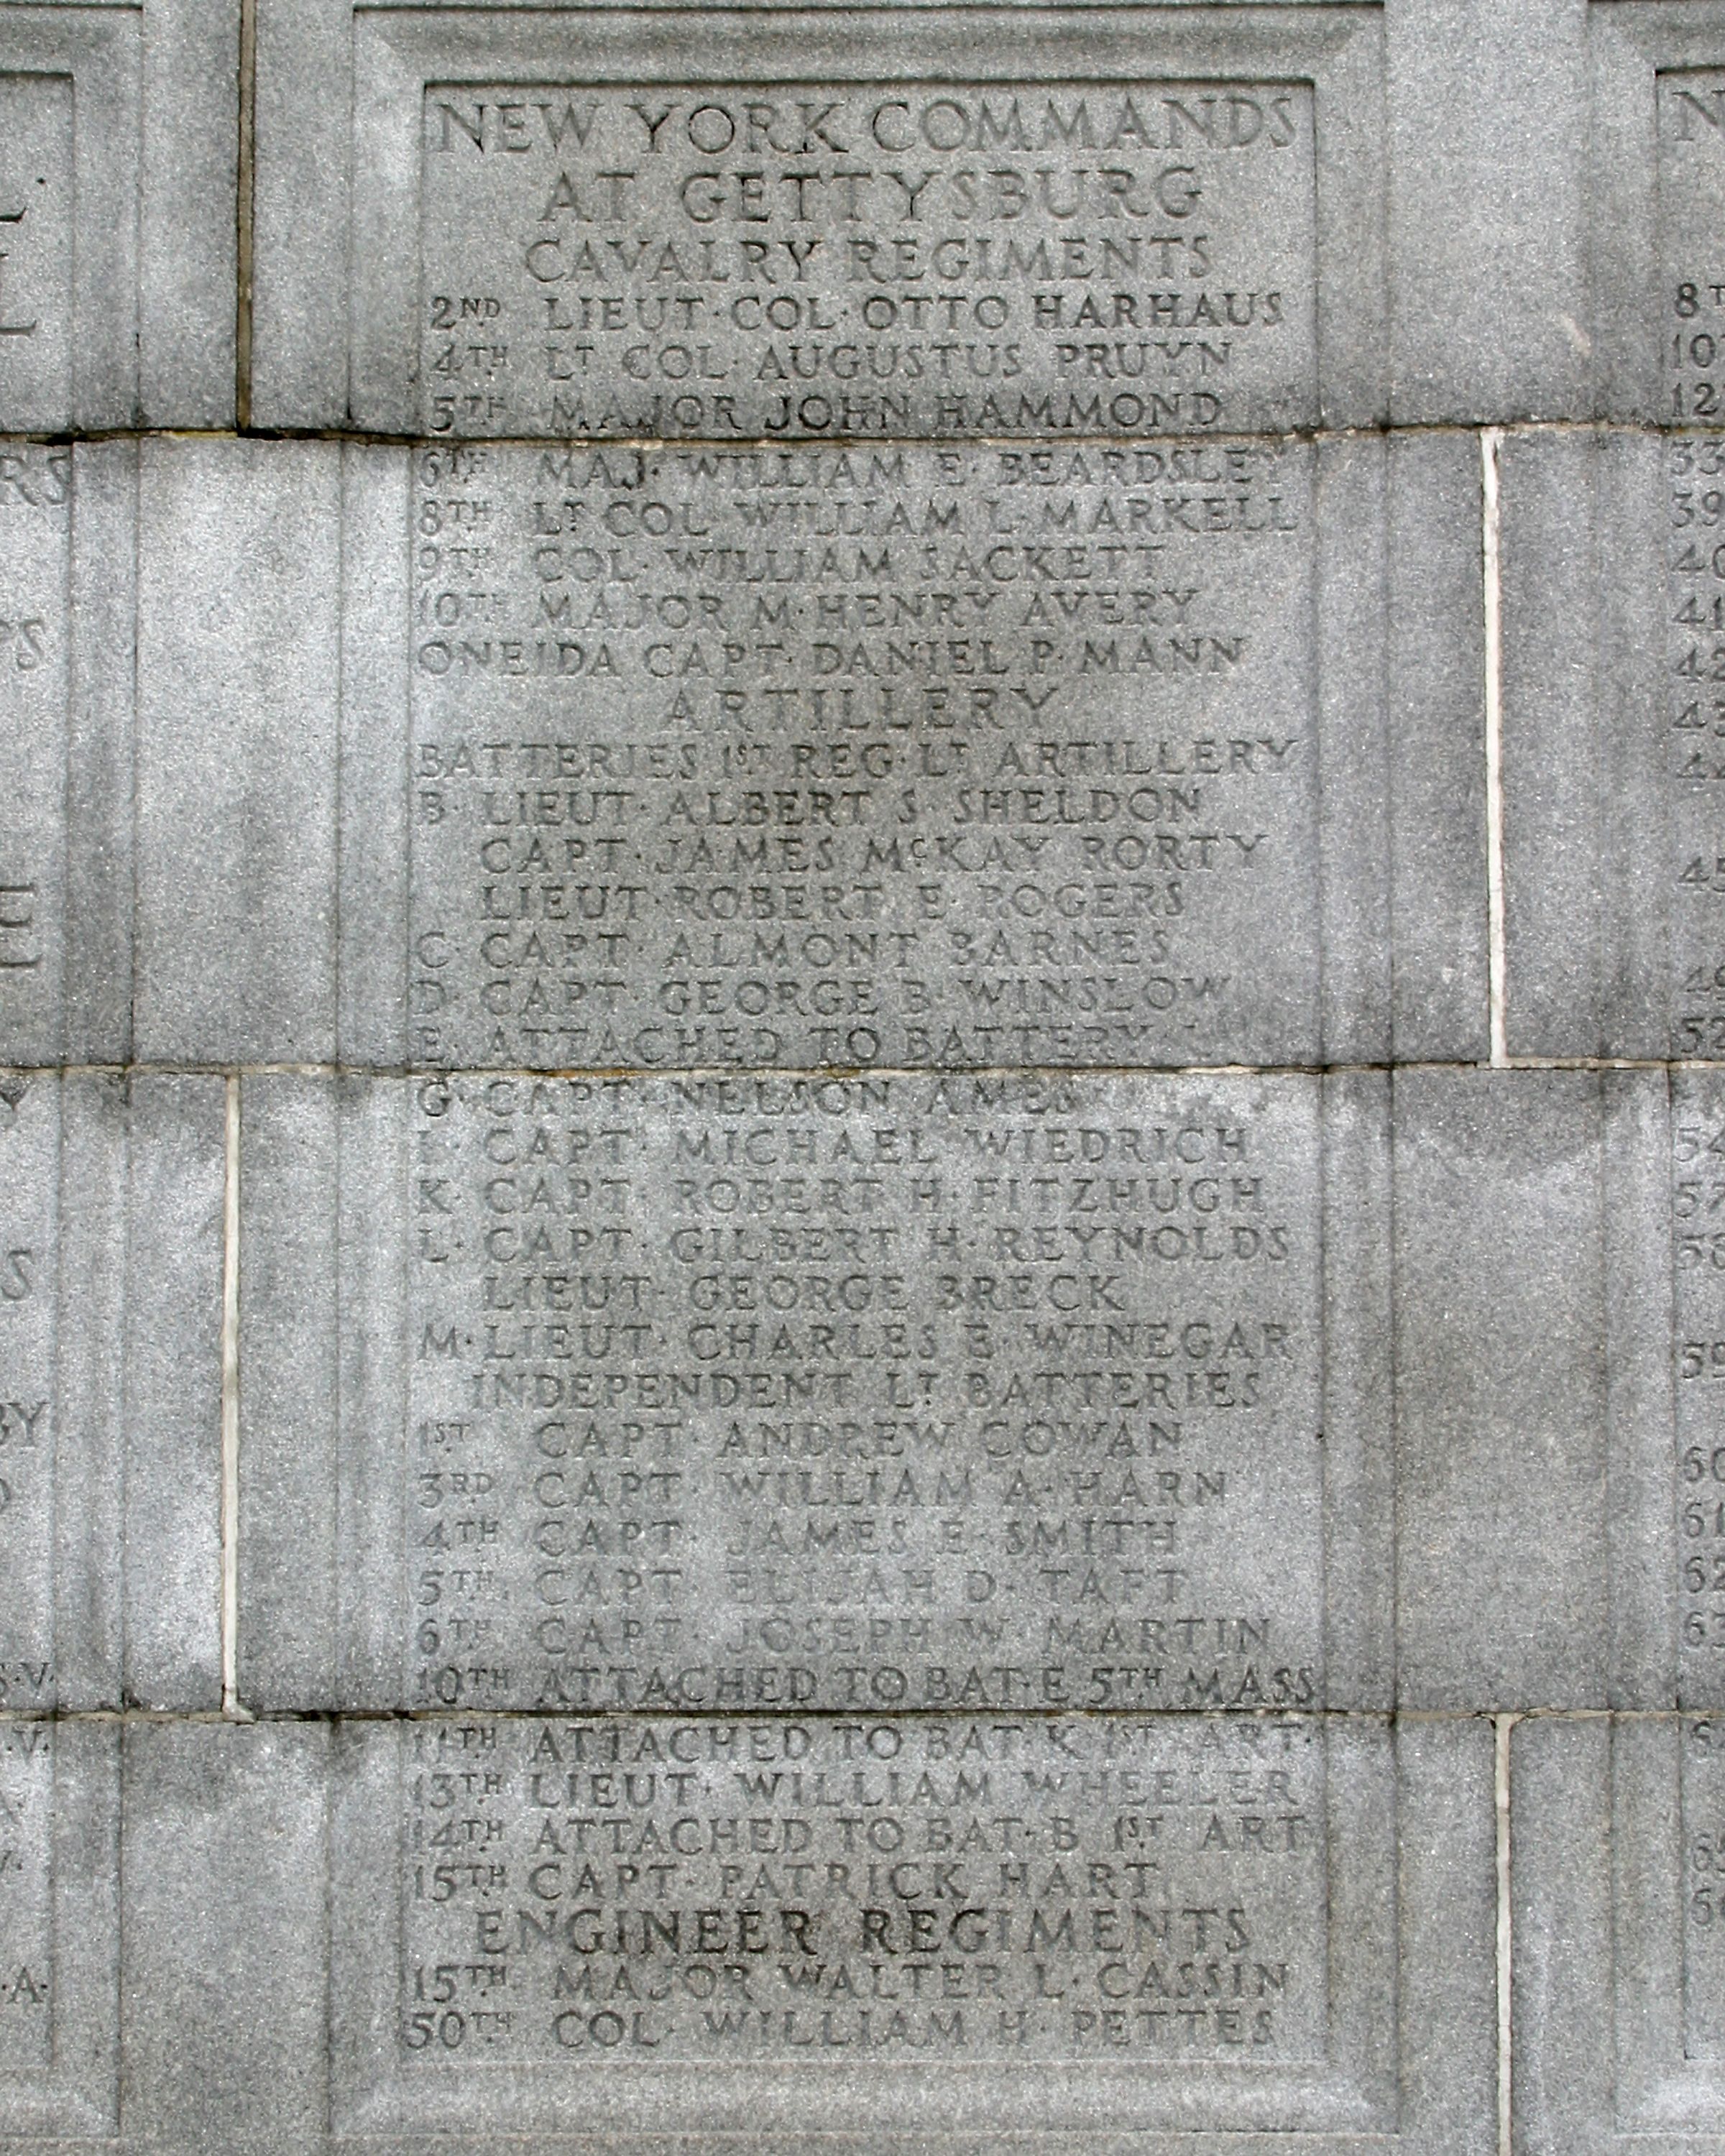 NEW YORK COMMANDS
AT GETTYSBURG
CAVALRY REGIMENTS
2ND LIEUT·COL·OTTO HARHAUS
4TH LT COL· AUGUSTUS PRUYN
5TH MAJOR JOHN HAMMOND
6TH MAJ· WILLIAM E· BEARDSLEY
8TH LT COL WILLIAM L·MARKELL
9TH COL·WILLIAM SACKETT
10TH MAJOR M·HENRY AVERY
ONEIDA CAPT· DANIEL P· MANN
ARTILLERY
BATTERIES 1ST REG·LT ARTILLERY
B· LIEUT· ALBERT S· SHELDON
CAPT·JAMES McKAY RORTY
LIEUT·ROBERT E· ROGERS
C· CAPT· ALMONT BARNES
D· CAPT· GEORGE B· WINSLOW
E· ATTACHED TO BATTERY
G· CAPT· NELSON AMES
I· CAPT· MICHAEL WIEDRICH
K· CAPT· ROBERT H·FITZHUGH
L· CAPT· GILBERT H·REYNOLDS
LIEUT· GEORGE BRECK
M·LIEUT· CHARLES E· WINEGAR
INDEPENDENT LT BATTERIES
1ST CAPT· ANDREW COWAN
3RD CAPT· WILLIAM A·HARN
4TH CAPT· JAMES E·SMITH
5TH CAPT· ELIJAH D· TAFT
6TH CAPT· JOSEPH W· MARTIN
10TH ATTACHED TO BAT·E 5TH MASS
11TH ATTACHED TO BAT·K 1ST ART·
13TH LIEUT· WILLIAM WHEELER
14TH ATTACHED TO BAT·B 1ST ART
15TH CAPT· PATRICK HART
ENGINEER REGIMENTS
15TH MAJOR WALTER L· CASSIN
50TH COL· WILLIAM H· PETTES